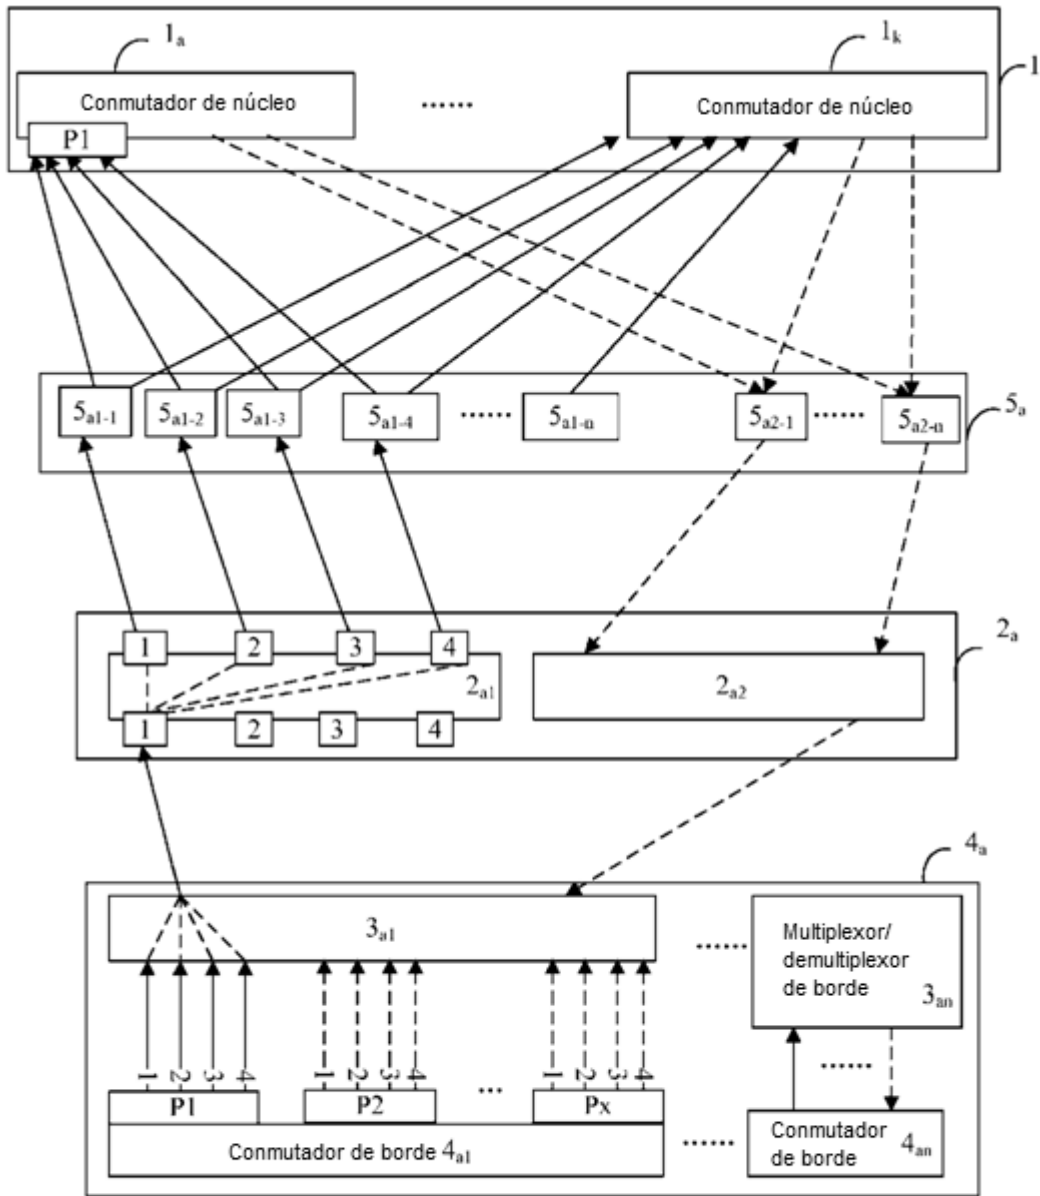 1a
1k
1
Conmutador de núcleo
......
Conmutador de núcleo
P1
5a1-1
5a1-2
5a1-3
5a1-4
......
5a1-n
5a2-1
......
5a2-n
5a
1
2
3
4
2a
2a1
2a2
1
2
3
4
4a
3a1
......
Multiplexor/
demultiplexor
de borde
3an
......
1 2 3 4
1 2 3 4
1 2 3 4
P1
P2
...
Px
Conmutador de borde 4a1
......
Conmutador
de borde
4an